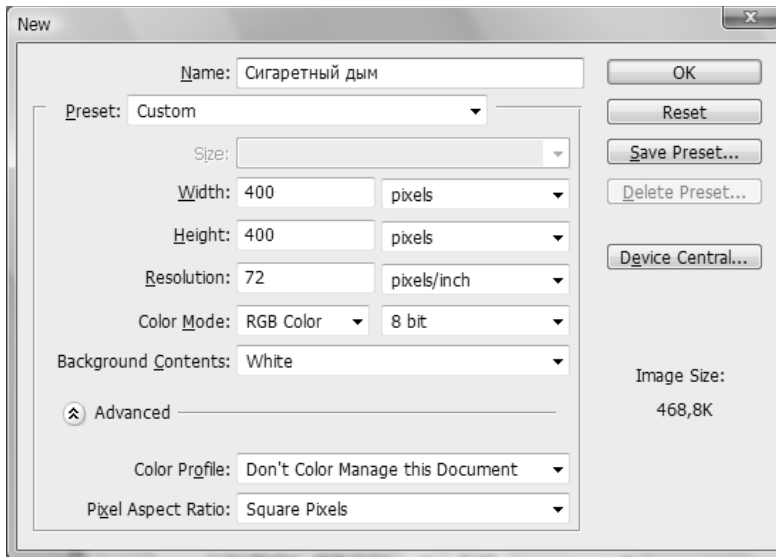 New
Name: Сигаретный дым
OK
Preset: Custom
Reset
Size:
Save Preset...
Width: 400 pixels
Delete Preset...
Height: 400 pixels
Device Central...
Resolution: 72 pixels/inch
Color Mode: RGB Color 8 bit
Background Contents: White
Image Size:
468,8K
Advanced
Color Profile: Don't Color Manage this Document
Pixel Aspect Ratio: Square Pixels